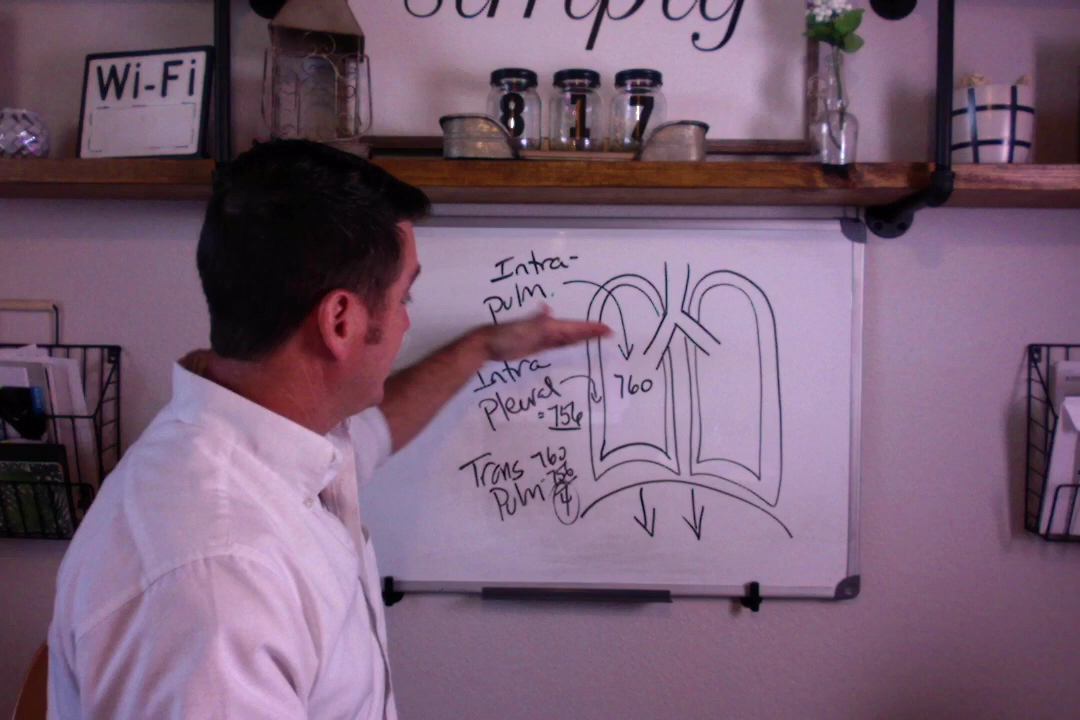 Simply
Wi-Fi
8 1 7
Intra-
pulm.
Intra
Pleural
= 756
760
Trans 760
Pulm - 756
4